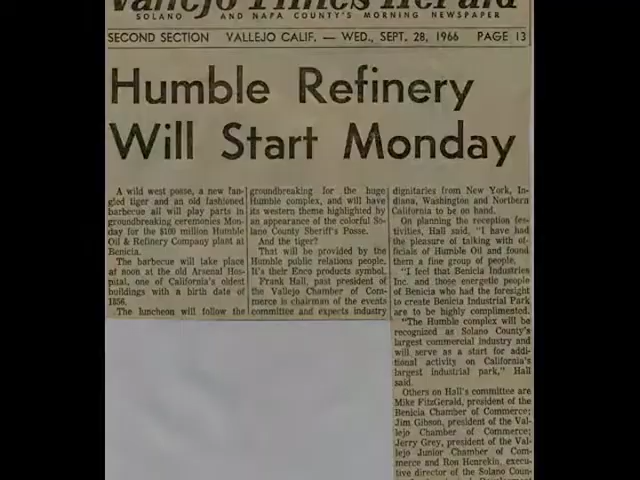 Vallejo Times Herald
SOLANO AND NAPA COUNTY'S MORNING NEWSPAPER
SECOND SECTION VALLEJO CALIF. — WED., SEPT. 28, 1966 PAGE 13
Humble Refinery
Will Start Monday
A wild west posse, a new fan-
gled tiger and an old fashioned
barbecue all will play parts in
groundbreaking ceremonies Mon-
day for the $100 million Humble
Oil & Refinery Company plant at
Benicia.
The barbecue will take place
at noon at the old Arsenal Hos-
pital, one of California's oldest
buildings with a birth date of
1856.
The luncheon will follow the
groundbreaking for the huge
Humble complex, and will have
its western theme highlighted by
an appearance of the colorful So-
lano County Sheriff's Posse.
And the tiger?
That will be provided by the
Humble public relations people.
It's their Enco products symbol.
Frank Hall, past president of
the Vallejo Chamber of Com-
merce is chairman of the events
committee and expects industry
dignitaries from New York, In-
diana, Washington and Northern
California to be on hand.
On planning the reception fes-
tivities, Hall said, "I have had
the pleasure of talking with of-
ficials of Humble Oil and found
them a fine group of people.
"I feel that Benicia Industries
Inc. and those energetic people
of Benicia who had the foresight
to create Benicia Industrial Park
are to be highly complimented.
"The Humble complex will be
recognized as Solano County's
largest commercial industry and
will serve as a start for addi-
tional activity on California's
largest industrial park," Hall
said.
Others on Hall's committee are
Mike FitzGerald, president of the
Benicia Chamber of Commerce;
Jim Gibson, president of the Val-
lejo Chamber of Commerce;
Jerry Grey, president of the Val-
lejo Junior Chamber of Com-
merce and Ron Henrekin, execu-
tive director of the Solano Coun-